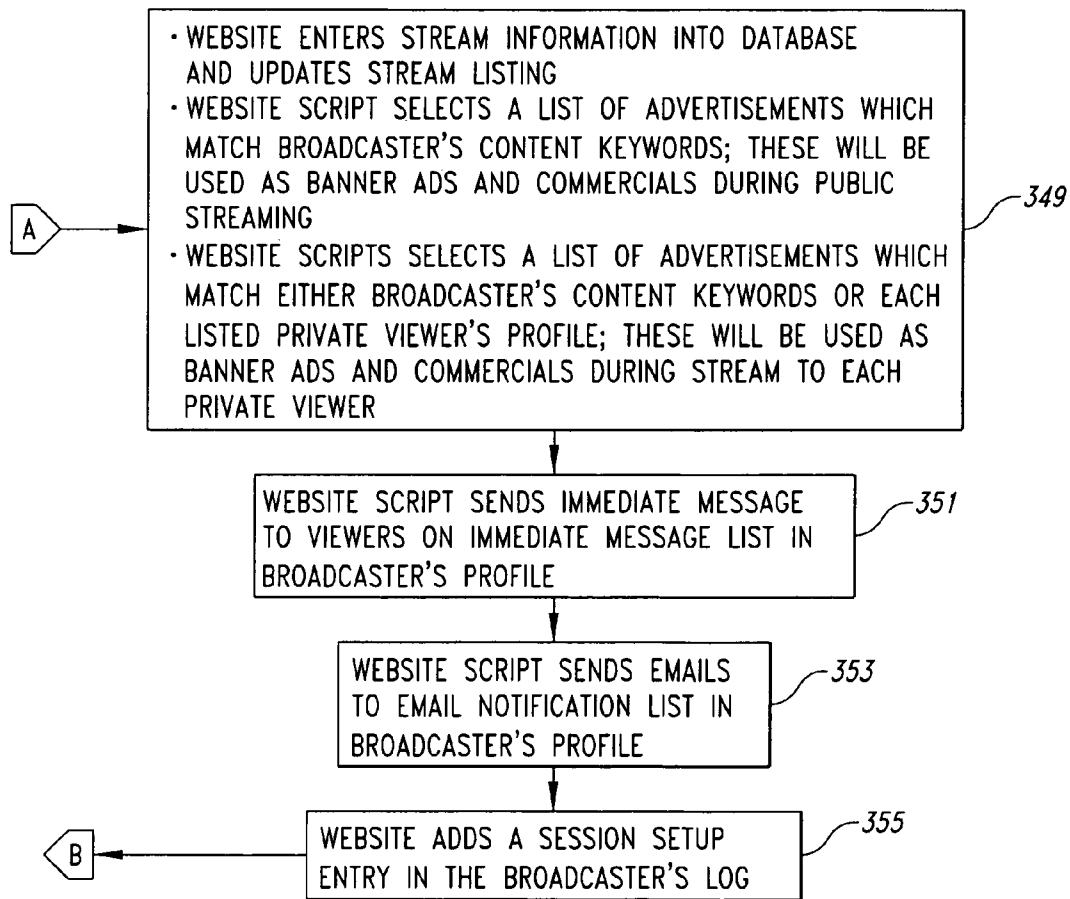 · WEBSITE ENTERS STREAM INFORMATION INTO DATABASE
AND UPDATES STREAM LISTING
· WEBSITE SCRIPT SELECTS A LIST OF ADVERTISEMENTS WHICH
MATCH BROADCASTER'S CONTENT KEYWORDS; THESE WILL BE
USED AS BANNER ADS AND COMMERCIALS DURING PUBLIC
STREAMING
· WEBSITE SCRIPTS SELECTS A LIST OF ADVERTISEMENTS WHICH
MATCH EITHER BROADCASTER'S CONTENT KEYWORDS OR EACH
LISTED PRIVATE VIEWER'S PROFILE; THESE WILL BE USED AS
BANNER ADS AND COMMERCIALS DURING STREAM TO EACH
PRIVATE VIEWER
349
A
WEBSITE SCRIPT SENDS IMMEDIATE MESSAGE
TO VIEWERS ON IMMEDIATE MESSAGE LIST IN
BROADCASTER'S PROFILE
351
WEBSITE SCRIPT SENDS EMAILS
TO EMAIL NOTIFICATION LIST IN
BROADCASTER'S PROFILE
353
WEBSITE ADDS A SESSION SETUP
ENTRY IN THE BROADCASTER'S LOG
355
B